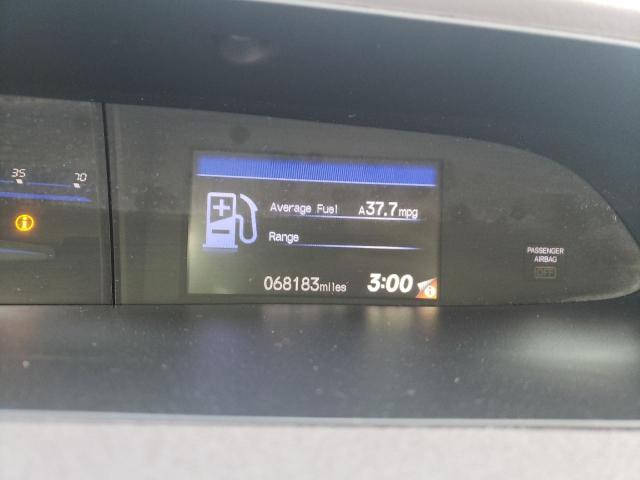 35 70
Average Fuel A37.7mpg
Range
PASSENGER
AIRBAG
OFF
068183miles 3:00